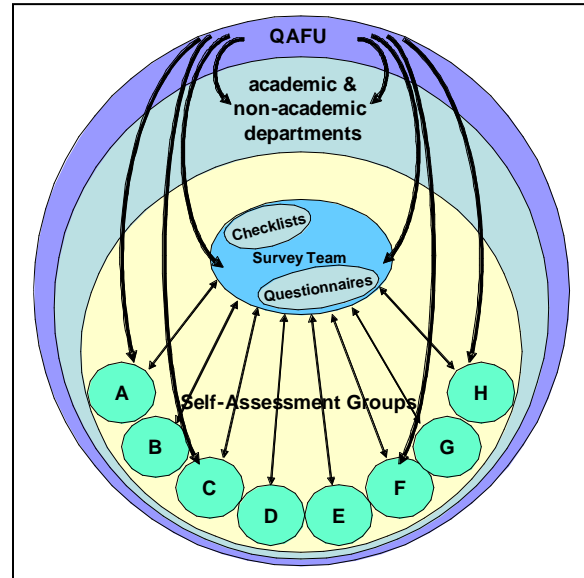 QAFU
academic &
non-academic
departments
Checklists
Survey Team
Questionnaires
Self-Assessment Groups
A
B
C
D
E
F
G
H